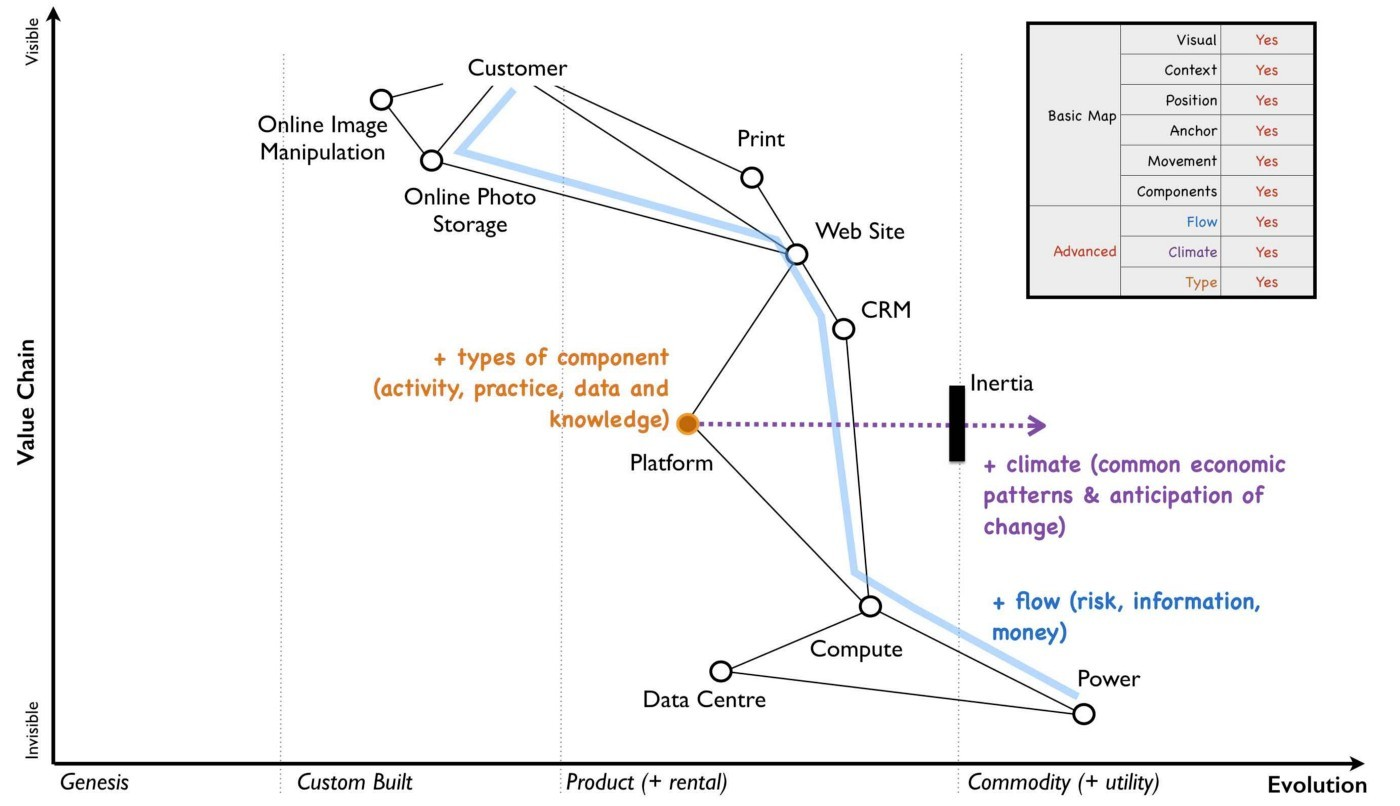 Visible
Customer
Online Image
Manipulation
Online Photo
Storage
Print
Web Site
CRM
Basic Map
Visual Yes
Context Yes
Position Yes
Anchor Yes
Movement Yes
Components Yes
Advanced
Flow Yes
Climate Yes
Type Yes
Value Chain
+ types of component
(activity, practice, data and
knowledge)
Platform
Inertia
+ climate (common economic
patterns & anticipation of
change)
+ flow (risk, information,
money)
Compute
Data Centre
Power
Invisible
Genesis
Custom Built
Product (+ rental)
Commodity (+ utility)
Evolution